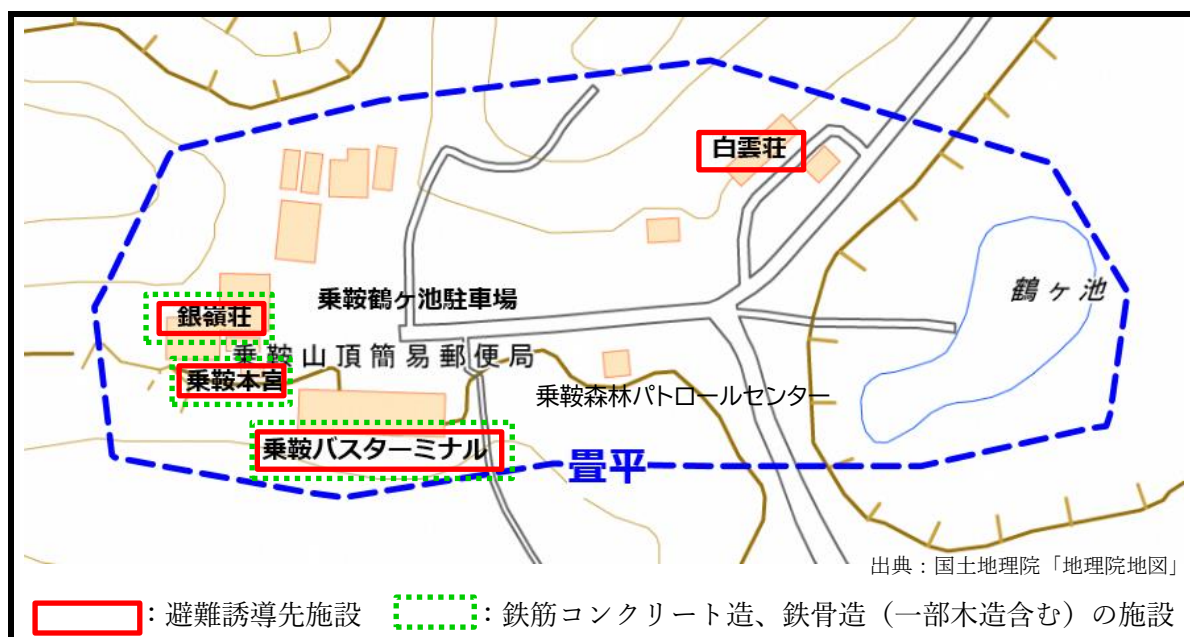 白雲荘
鶴ヶ池
乗鞍鶴ヶ池駐車場
銀嶺荘
乗鞍山頂簡易郵便局
乗鞍本宮
乗鞍森林パトロールセンター
乗鞍バスターミナル
畳平
出典：国土地理院「地理院地図」
：避難誘導先施設 ：鉄筋コンクリート造、鉄骨造（一部木造含む）の施設